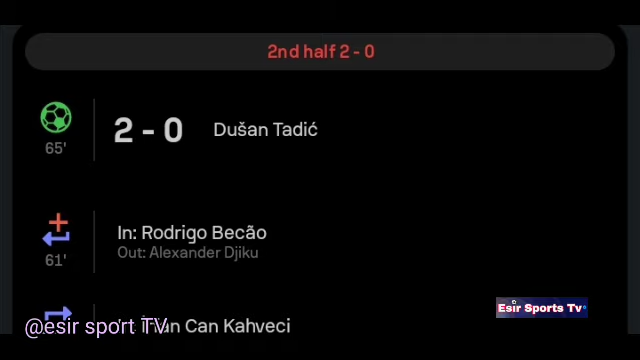 2nd half 2 - 0
2 - 0 Dušan Tadić
65'
In: Rodrigo Becão
Out: Alexander Djiku
61'
Esir Sports Tv
@esir sport TV
Can Kahveci